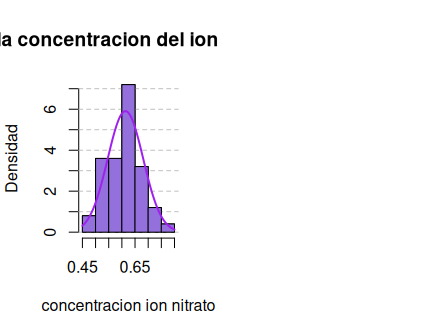 la concentracion del ion
Densidad
6
4
2
0
0.45 0.65
concentracion ion nitrato